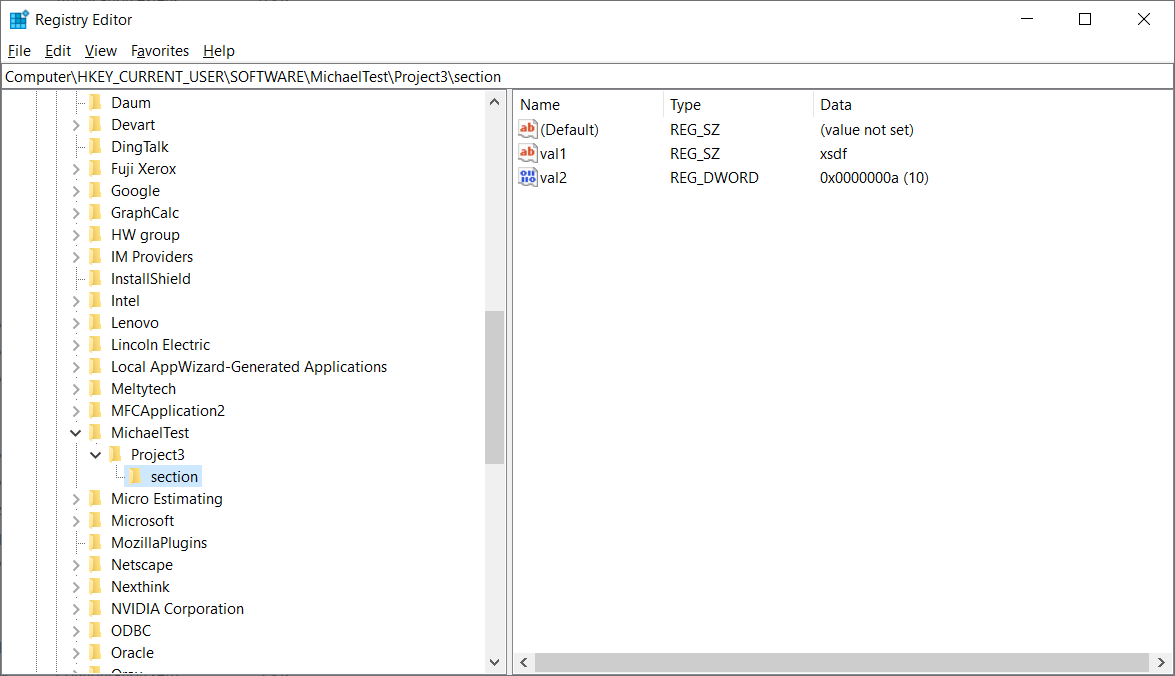 Registry Editor
File Edit View Favorites Help
Computer\HKEY_CURRENT_USER\SOFTWARE\MichaelTest\Project3\section
Daum
Devart
DingTalk
Fuji Xerox
Google
GraphCalc
HW group
IM Providers
InstallShield
Intel
Lenovo
Lincoln Electric
Local AppWizard-Generated Applications
Meltytech
MFCApplication2
MichaelTest
Project3
section
Micro Estimating
Microsoft
MozillaPlugins
Netscape
Nexthink
NVIDIA Corporation
ODBC
Oracle
Name Type Data
ab (Default) REG_SZ (value not set)
ab val1 REG_SZ xsdf
val2 REG_DWORD 0x0000000a (10)